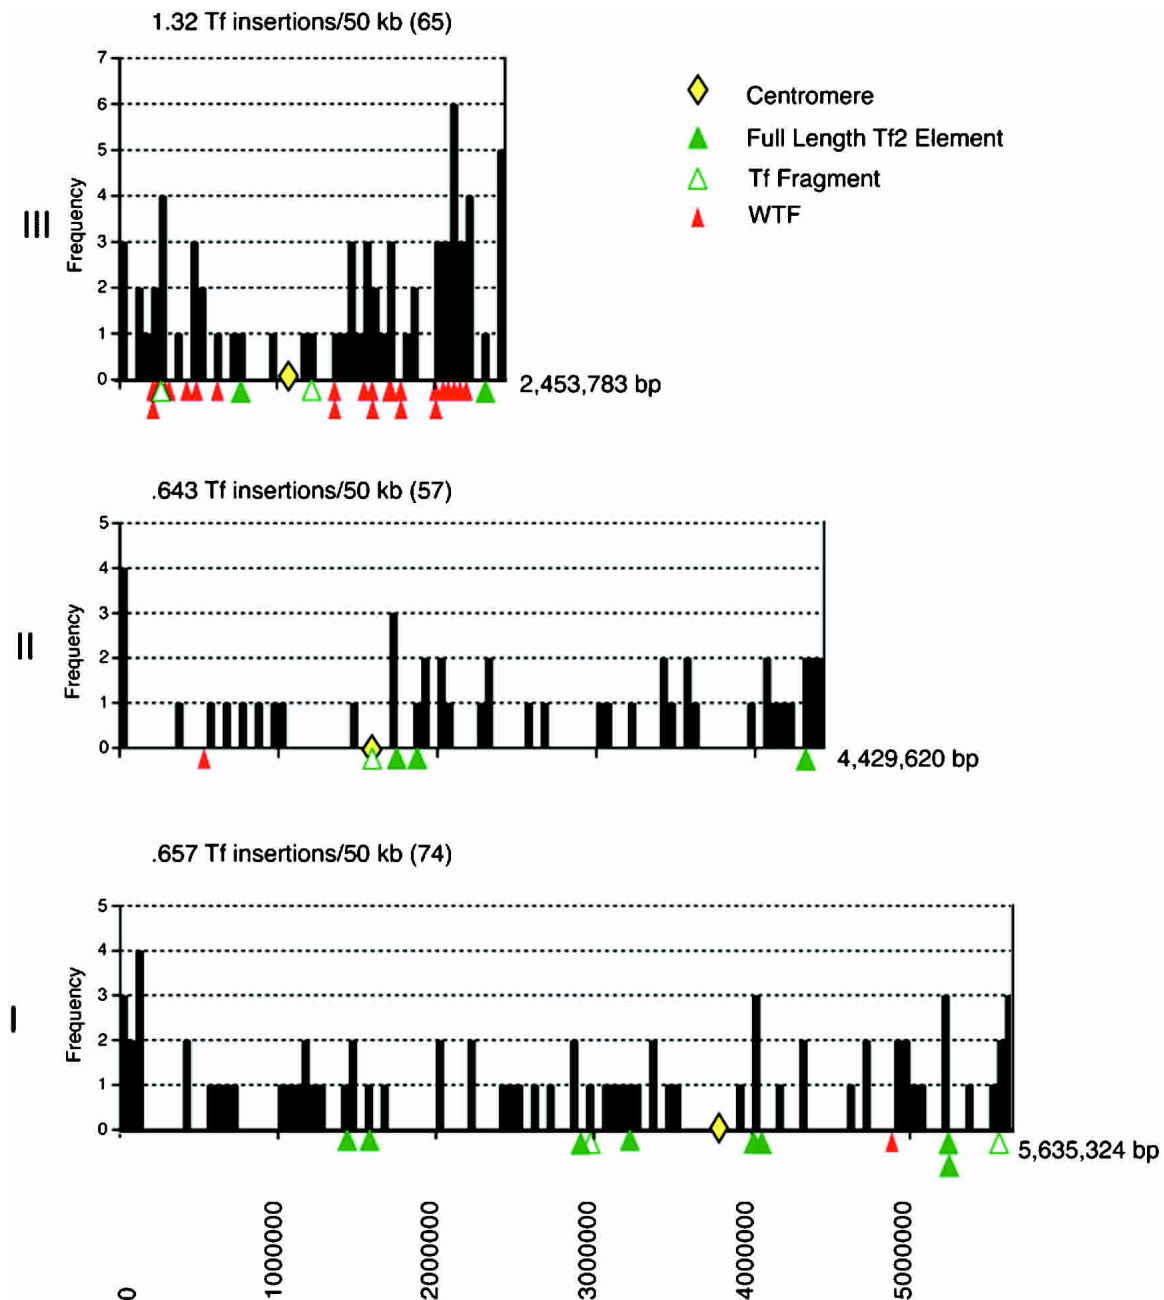 1.32 Tf insertions/50 kb (65)
7
6
5
4
3
2
1
0
Frequency
III
2,453,783 bp
Centromere
Full Length Tf2 Element
Tf Fragment
WTF
.643 Tf insertions/50 kb (57)
5
4
3
2
1
0
Frequency
II
4,429,620 bp
.657 Tf insertions/50 kb (74)
5
4
3
2
1
0
Frequency
I
5,635,324 bp
0
1000000
2000000
3000000
4000000
5000000